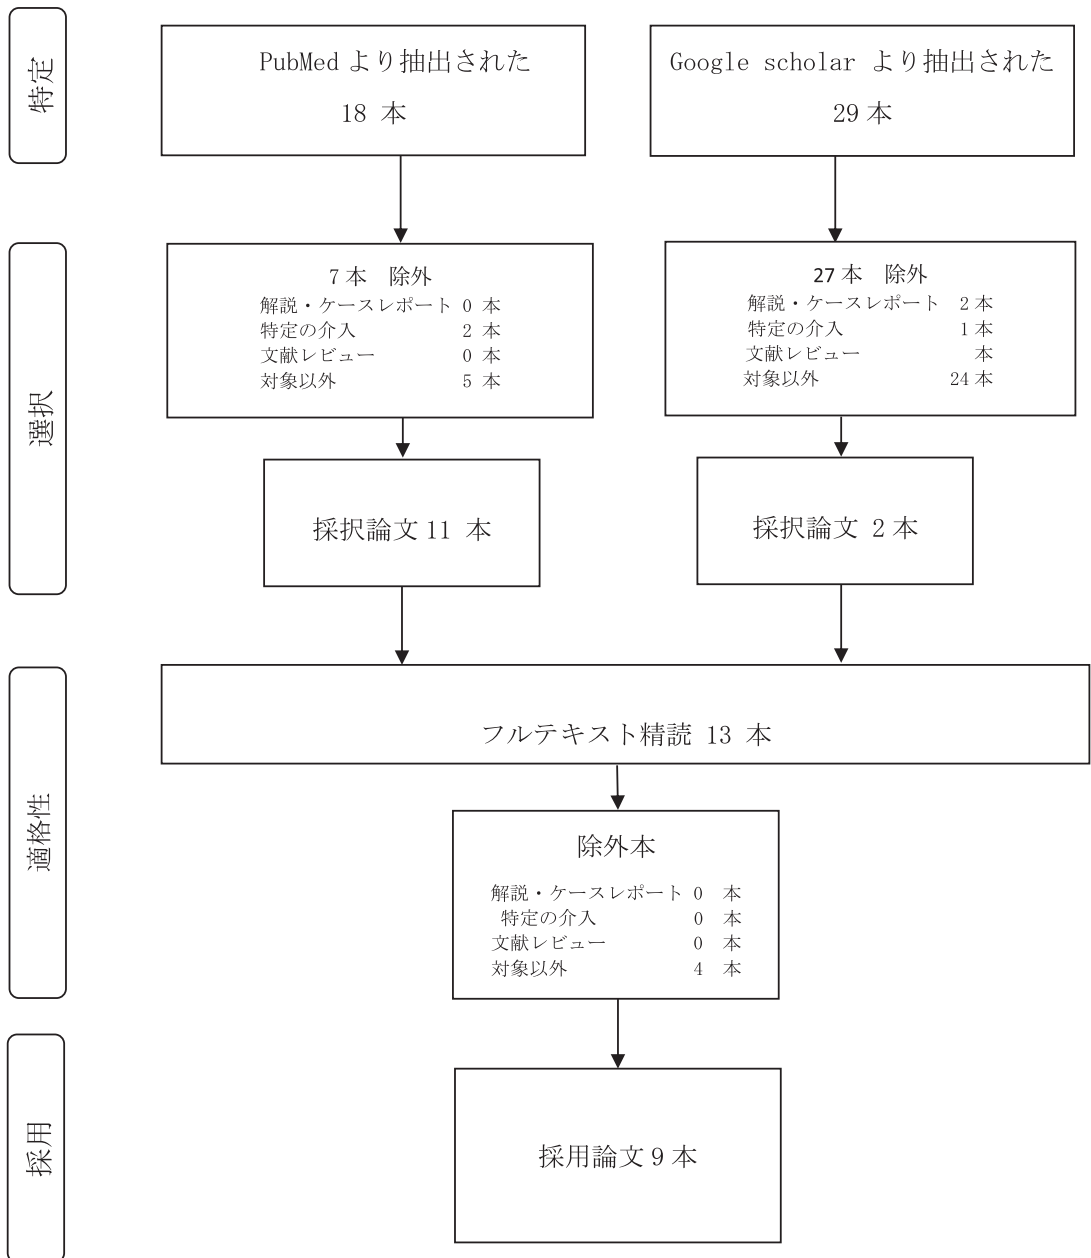 特定
PubMed より抽出された
18 本
Google scholar より抽出された
29 本
選択
7 本 除外
解説・ケースレポート 0 本
特定の介入 2 本
文献レビュー 0 本
対象以外 5 本
27 本 除外
解説・ケースレポート 2 本
特定の介入 1 本
文献レビュー 本
対象以外 24 本
採択論文 11 本
採択論文 2 本
適格性
フルテキスト精読 13 本
除外本
解説・ケースレポート 0 本
特定の介入 0 本
文献レビュー 0 本
対象以外 4 本
採用
採用論文 9 本